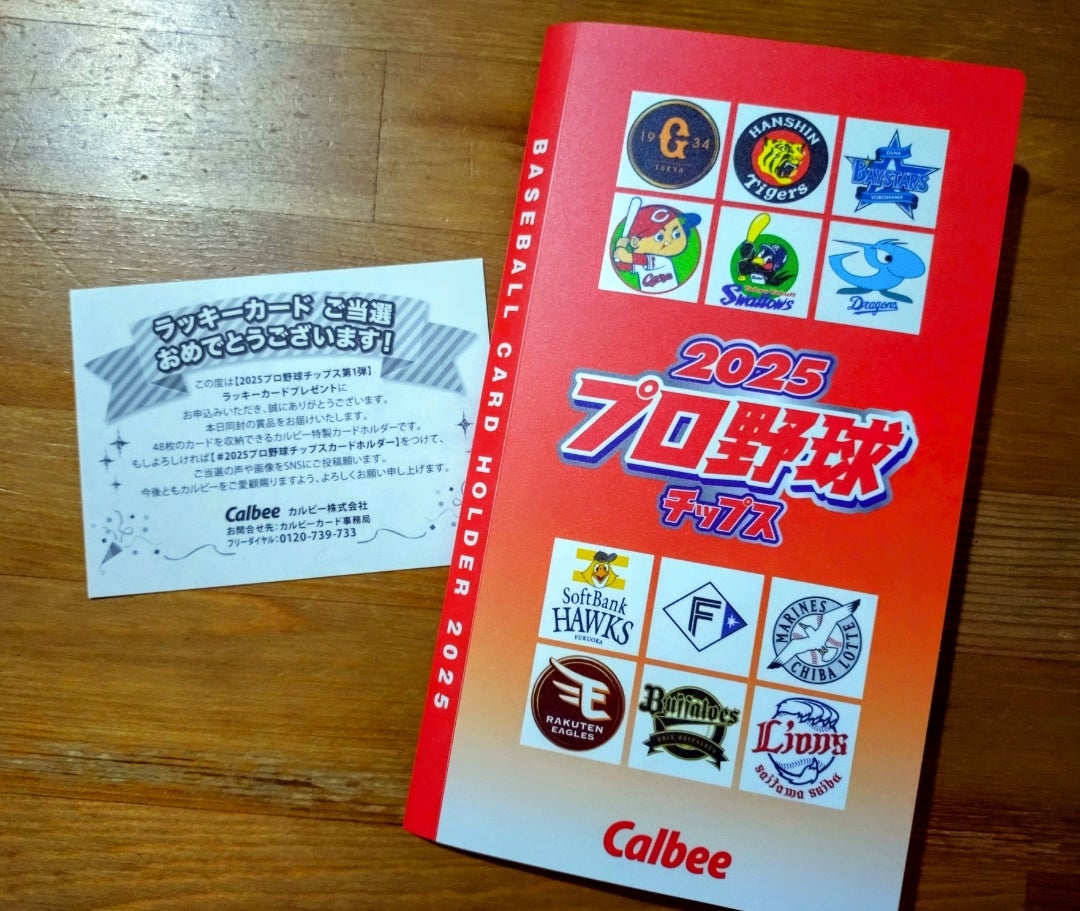 ラッキーカード ご当選
おめでとうございます!
この度は【2025プロ野球チップス第1弾】
ラッキーカードプレゼントに
お申込みいただき、誠にありがとうございます。
本日同封の賞品をお届けいたします。
48枚のカードを収納できるカルビー特製カードホルダーです。
もしよろしければ【#2025プロ野球チップスカードホルダー】をつけて、
ご当選の声や画像をSNSにご投稿願います。
今後ともカルビーをご愛顧賜りますよう、よろしくお願い申し上げます。
Calbee カルビー株式会社
お問合せ先:カルビーカード事務局
フリーダイヤル:0120-739-733
BASEBALL CARD HOLDER 2025
19 G 34
TOKYO
HANSHIN
Tigers
DeNA
BAYSTARS
YOKOHAMA
C
Carp
Tokyo Yakult
Swallows
Dragons
2025
プロ野球
チップス
SoftBank
HAWKS
FUKUOKA
F
MARINES
CHIBA LOTTE
E
RAKUTEN
EAGLES
Buffaloes
ORIX BUFFALOES
Lions
saitama seibu
Calbee